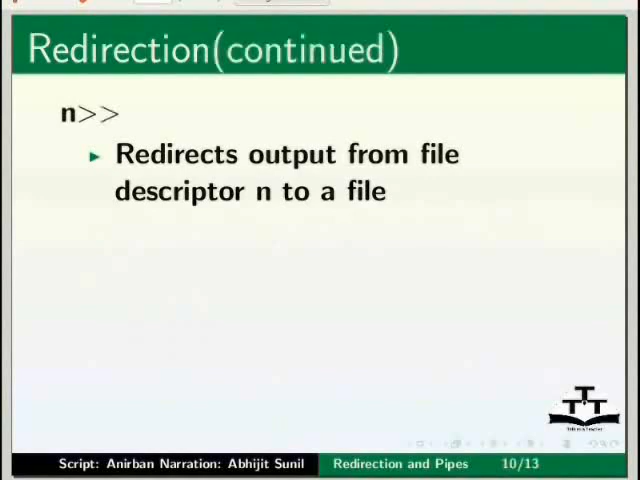 Redirection(continued)
n>>
Redirects output from file
descriptor n to a file
TTT
Script: Anirban Narration: Abhijit Sunil Redirection and Pipes 10/13